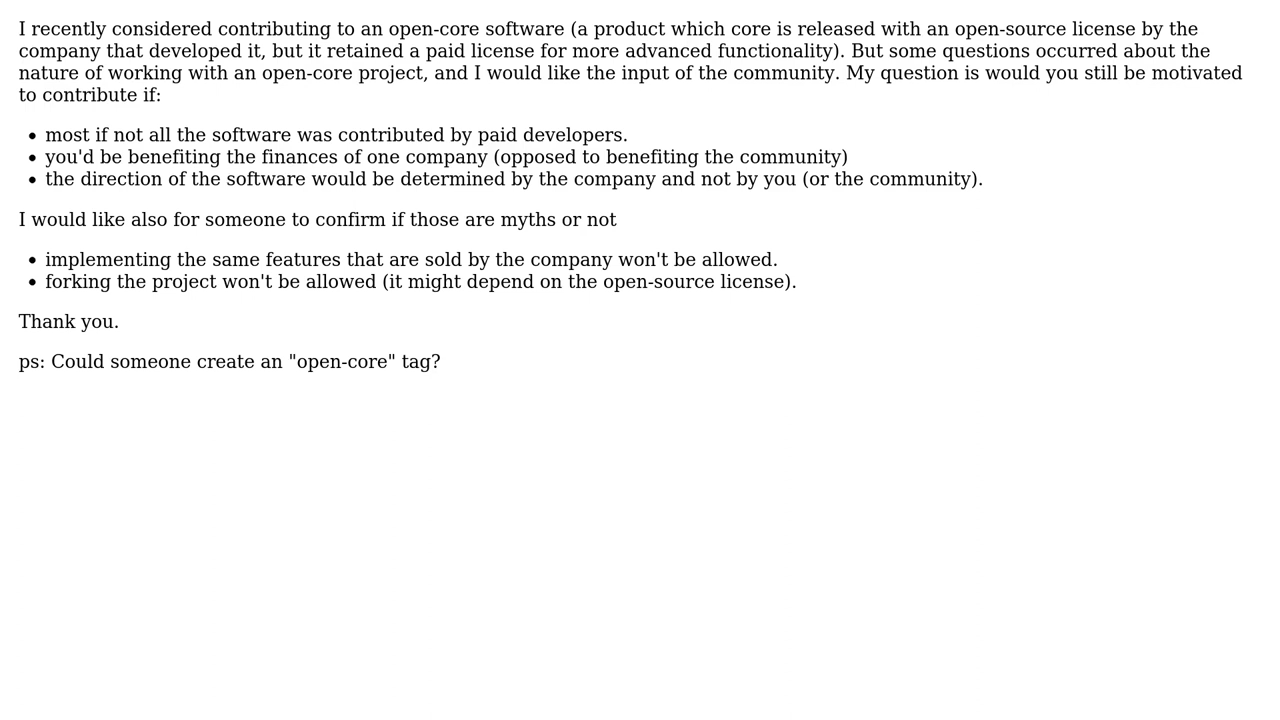 I recently considered contributing to an open-core software (a product which core is released with an open-source license by the
company that developed it, but it retained a paid license for more advanced functionality). But some questions occurred about the
nature of working with an open-core project, and I would like the input of the community. My question is would you still be motivated
to contribute if:
• most if not all the software was contributed by paid developers.
• you'd be benefiting the finances of one company (opposed to benefiting the community)
• the direction of the software would be determined by the company and not by you (or the community).
I would like also for someone to confirm if those are myths or not
• implementing the same features that are sold by the company won't be allowed.
• forking the project won't be allowed (it might depend on the open-source license).
Thank you.
ps: Could someone create an "open-core" tag?